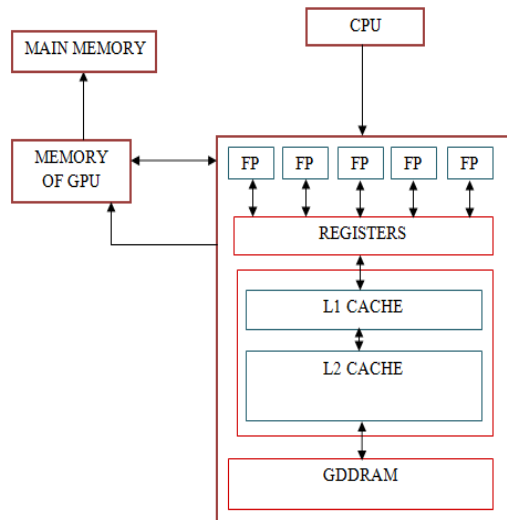 CPU
MAIN MEMORY
MEMORY
OF GPU
FP FP FP FP FP
REGISTERS
L1 CACHE
L2 CACHE
GDDRAM